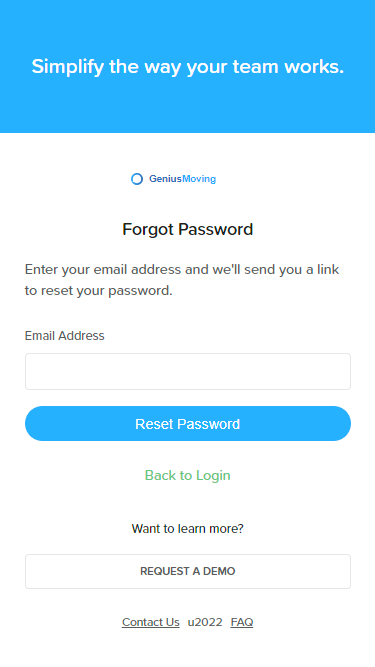 Simplify the way your team works.
GeniusMoving
Forgot Password
Enter your email address and we'll send you a link
to reset your password.
Email Address
Reset Password
Back to Login
Want to learn more?
REQUEST A DEMO
Contact Us u2022 FAQ